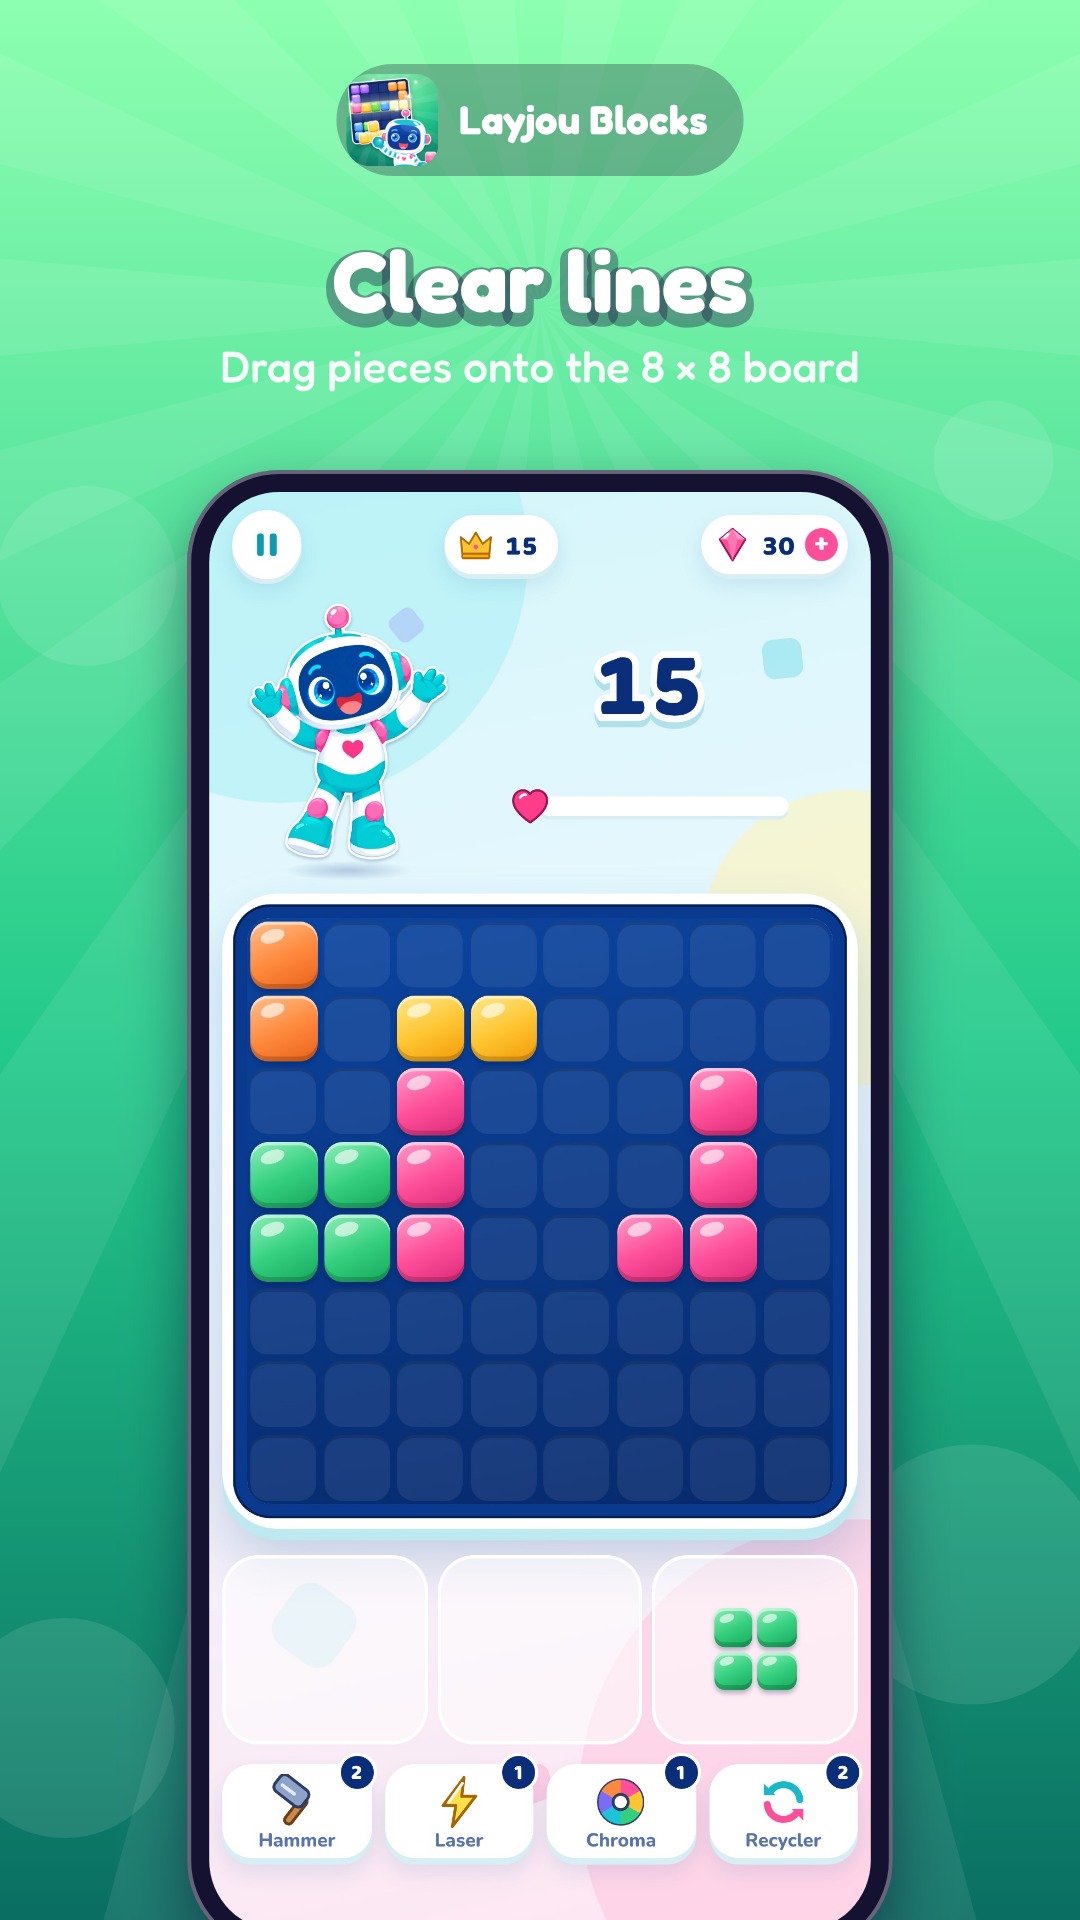 Layjou Blocks
Clear lines
Drag pieces onto the 8 × 8 board
15
30 +
15
2
1
1
2
Hammer
Laser
Chroma
Recycler